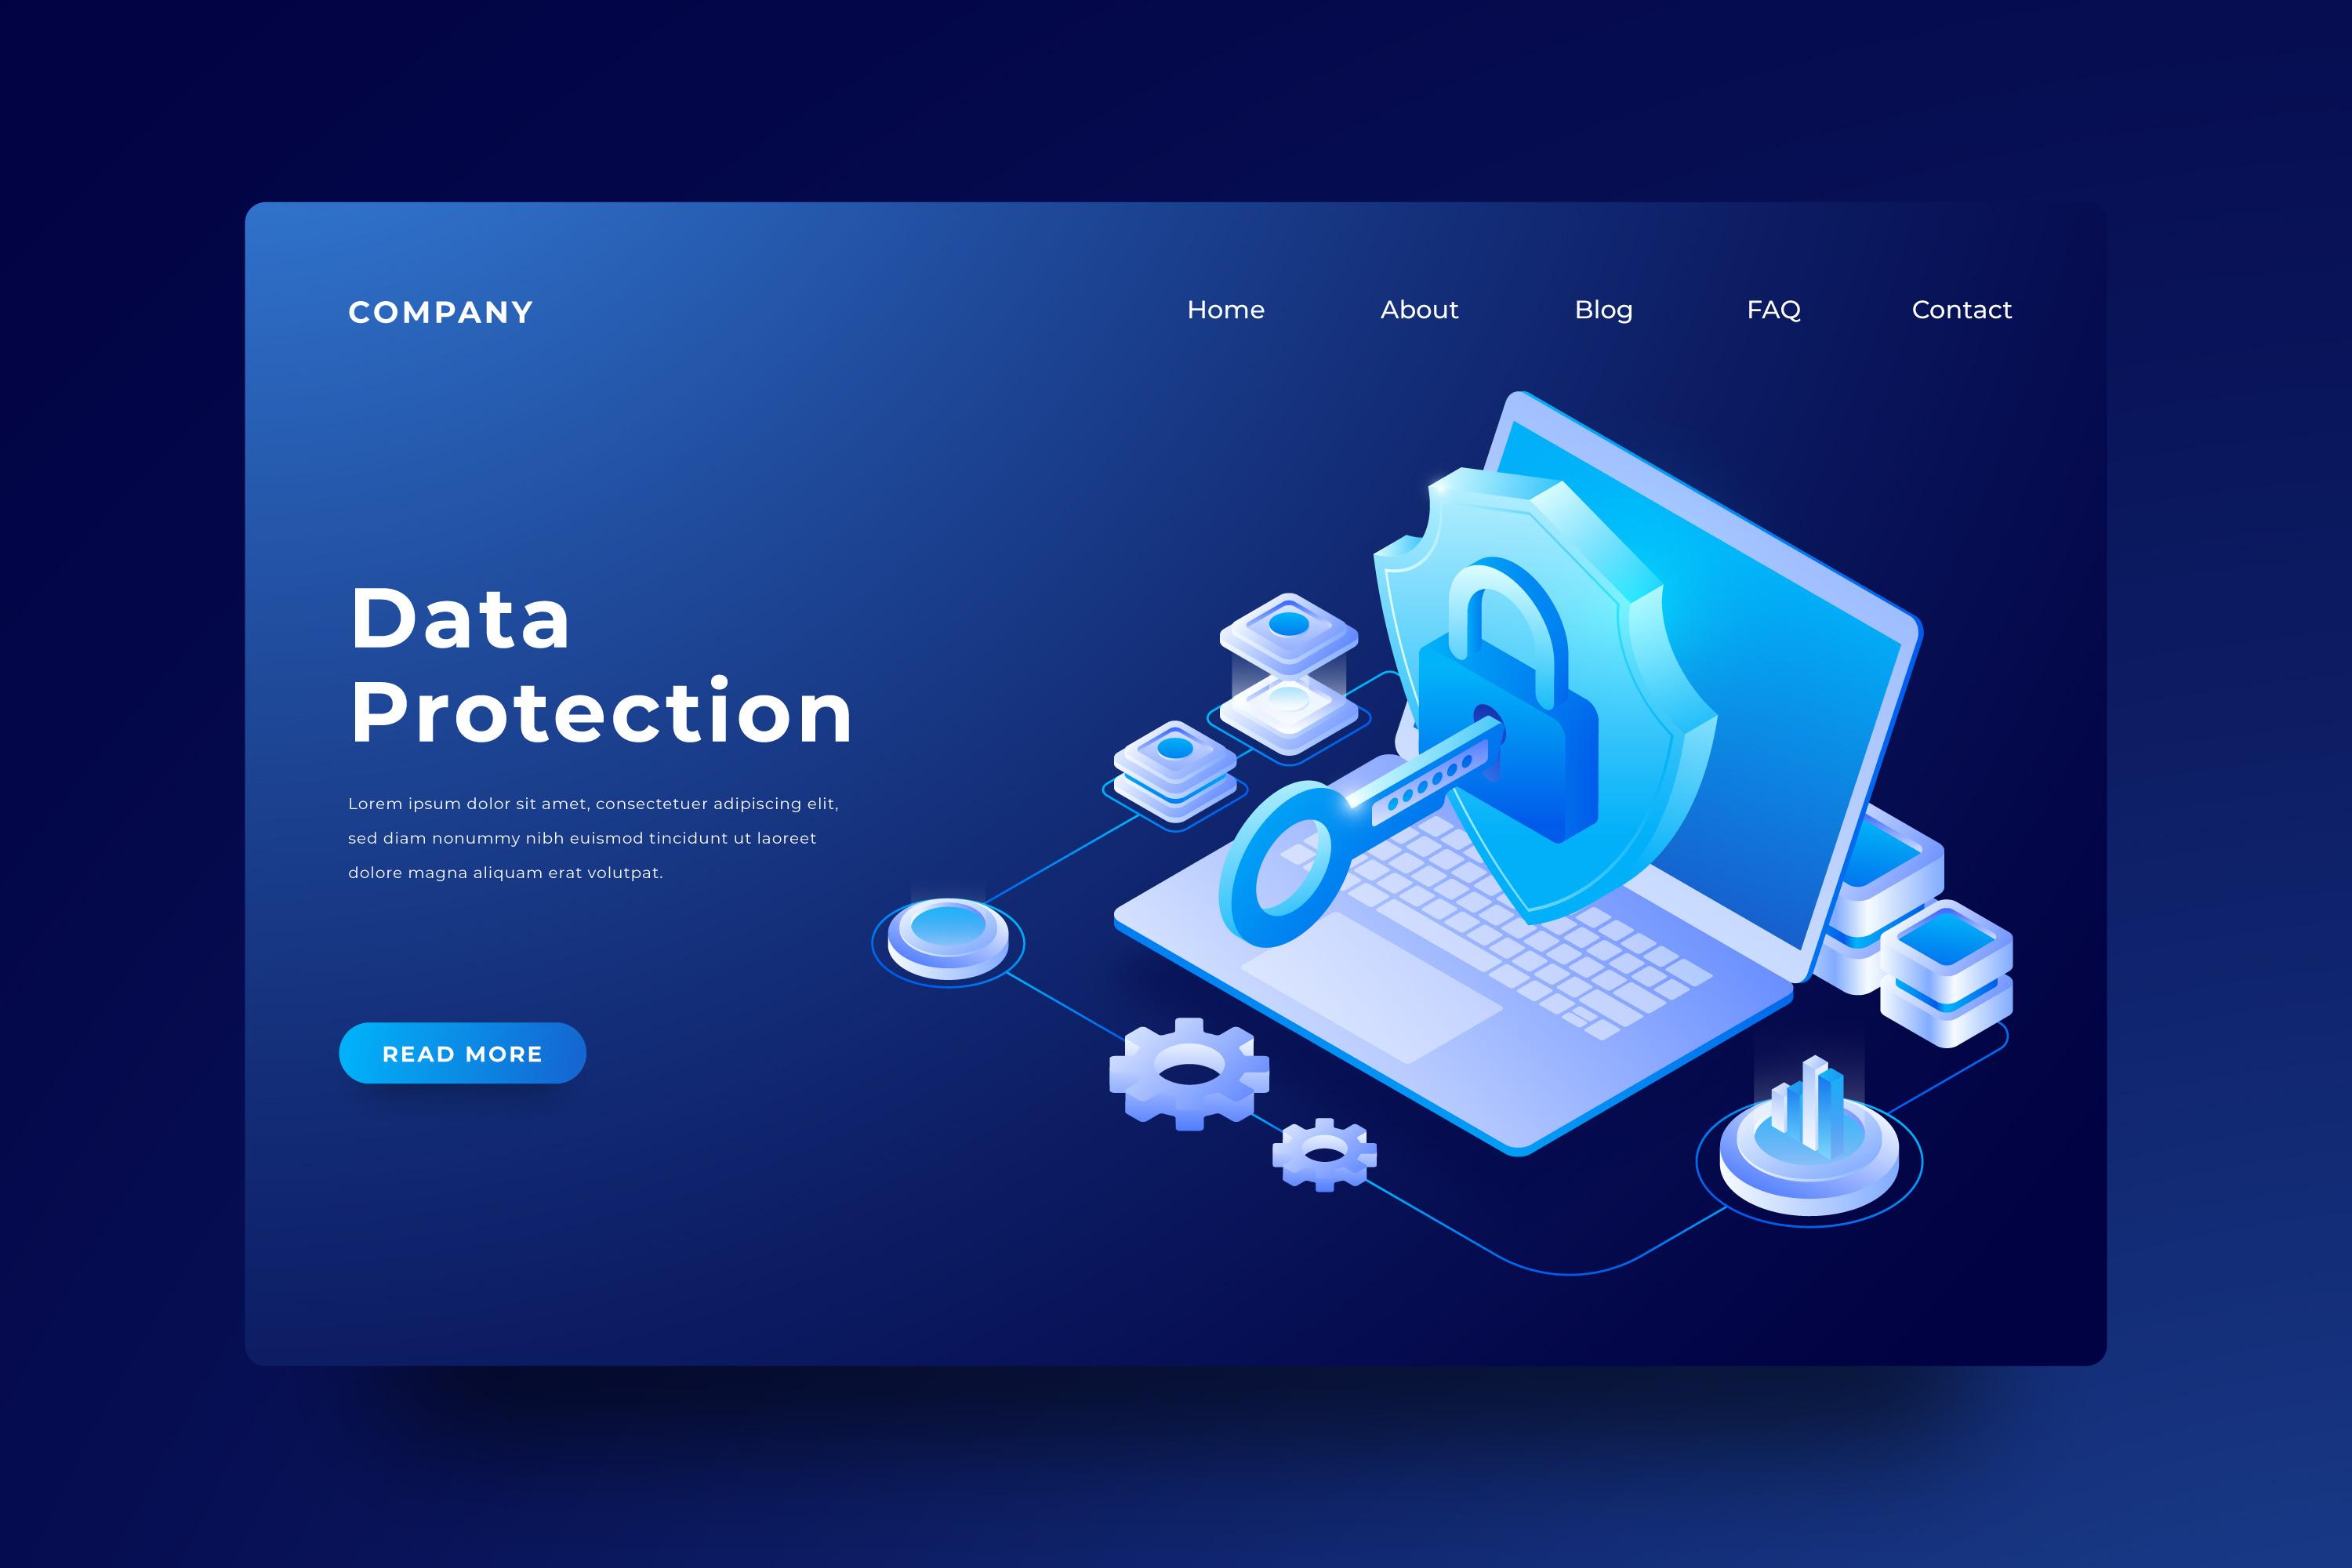 COMPANY
Home About Blog FAQ Contact
Data
Protection
Lorem ipsum dolor sit amet, consectetuer adipiscing elit,
sed diam nonummy nibh euismod tincidunt ut laoreet
dolore magna aliquam erat volutpat.
READ MORE